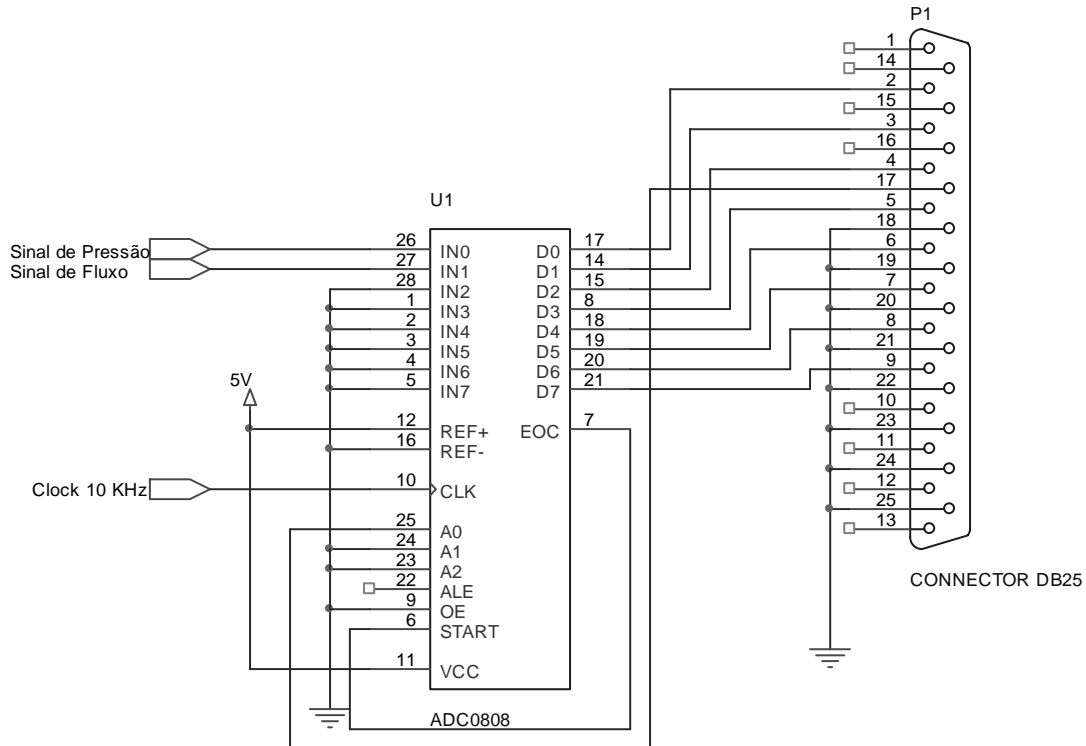 P1
1
14
2
15
3
16
4
17
5
18
6
19
7
20
8
21
9
22
10
23
11
24
12
25
13
CONNECTOR DB25
U1
Sinal de Pressão
Sinal de Fluxo
5V
Clock 10 KHz
26 IN0
27 IN1
28 IN2
1 IN3
2 IN4
3 IN5
4 IN6
5 IN7
12 REF+
16 REF-
10 CLK
25 A0
24 A1
23 A2
22 ALE
9 OE
6 START
11 VCC
D0 17
D1 14
D2 15
D3 8
D4 18
D5 19
D6 20
D7 21
EOC 7
ADC0808